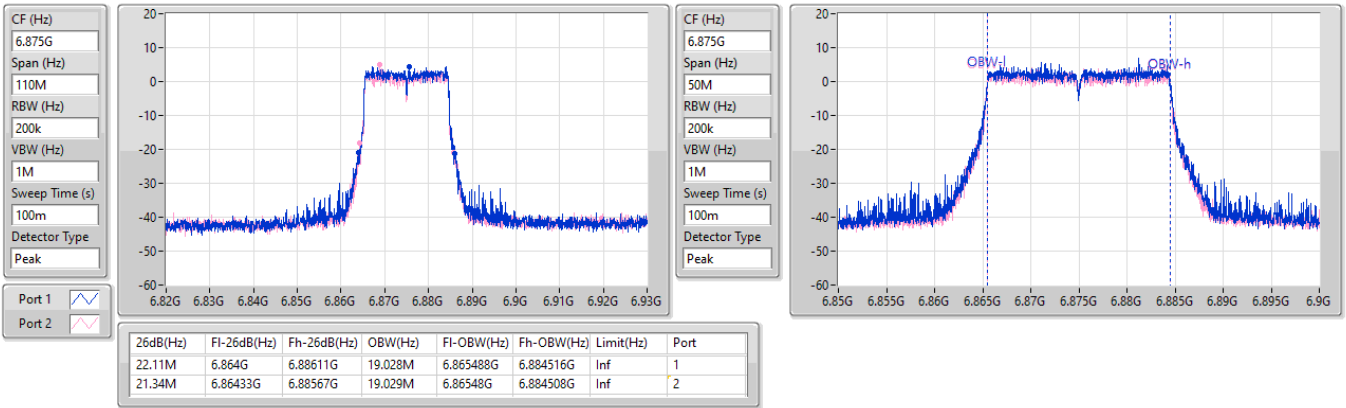 CF (Hz)
6.875G
Span (Hz)
110M
RBW (Hz)
200k
VBW (Hz)
1M
Sweep Time (s)
100m
Detector Type
Peak
Port 1
Port 2
20
10
0
-10
-20
-30
-40
-50
-60
6.82G 6.83G 6.84G 6.85G 6.86G 6.87G 6.88G 6.89G 6.9G 6.91G 6.92G 6.93G
CF (Hz)
6.875G
Span (Hz)
50M
RBW (Hz)
200k
VBW (Hz)
1M
Sweep Time (s)
100m
Detector Type
Peak
20
10
0
-10
-20
-30
-40
-50
-60
OBW-l OBW-h
6.85G 6.855G 6.86G 6.865G 6.87G 6.875G 6.88G 6.885G 6.89G 6.895G 6.9G
26dB(Hz) Fl-26dB(Hz) Fh-26dB(Hz) OBW(Hz) Fl-OBW(Hz) Fh-OBW(Hz) Limit(Hz) Port
22.11M 6.864G 6.88611G 19.028M 6.865488G 6.884516G Inf 1
21.34M 6.86433G 6.88567G 19.029M 6.86548G 6.884508G Inf 2